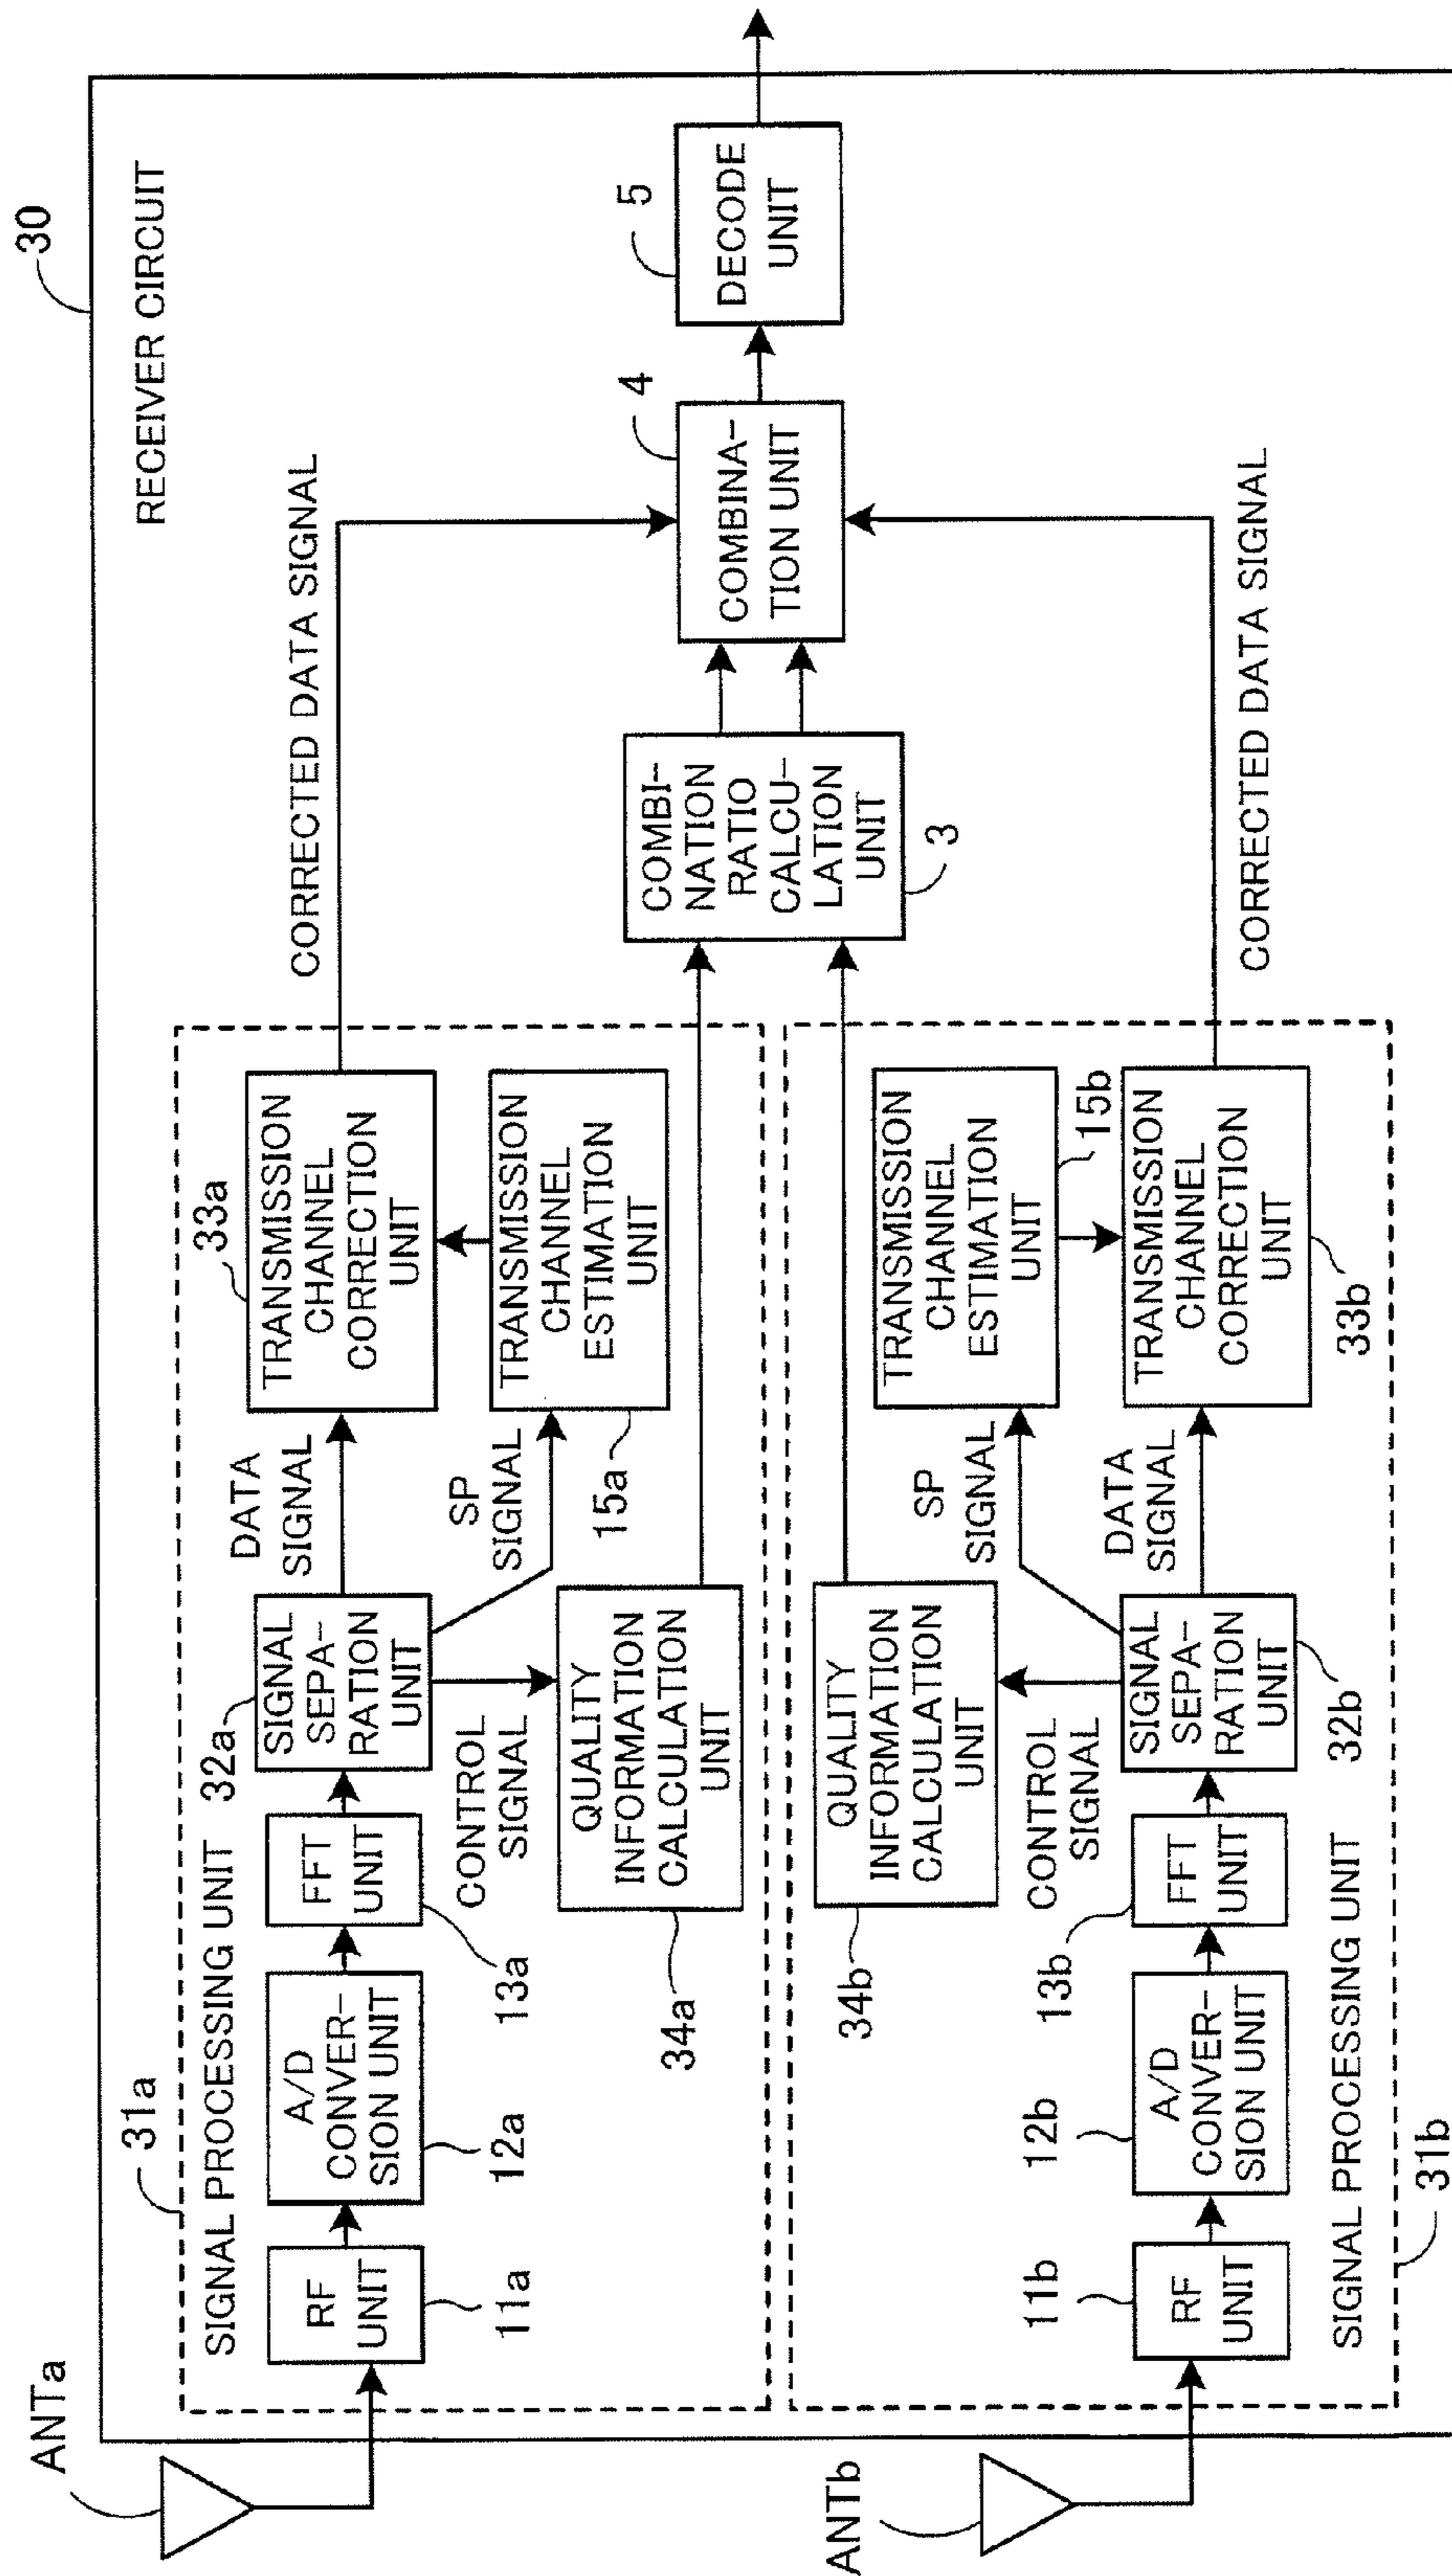 30
RECEIVER CIRCUIT
ANTa
31a
SIGNAL PROCESSING UNIT
RF
UNIT
11a
A/D
CONVER-
SION UNIT
12a
FFT
UNIT
13a
SIGNAL
SEPA-
RATION
UNIT
32a
DATA
SIGNAL
SP
SIGNAL
CONTROL
SIGNAL
TRANSMISSION
CHANNEL
CORRECTION
UNIT
33a
TRANSMISSION
CHANNEL
ESTIMATION
UNIT
15a
QUALITY
INFORMATION
CALCULATION
UNIT
34a
CORRECTED DATA SIGNAL
COMBI-
NATION
RATIO
CALCU-
LATION
UNIT
3
COMBINA-
TION UNIT
4
DECODE
UNIT
5
ANTb
31b
SIGNAL PROCESSING UNIT
RF
UNIT
11b
A/D
CONVER-
SION UNIT
12b
FFT
UNIT
13b
SIGNAL
SEPA-
RATION
UNIT
32b
CONTROL
SIGNAL
SP
SIGNAL
DATA
SIGNAL
QUALITY
INFORMATION
CALCULATION
UNIT
34b
TRANSMISSION
CHANNEL
ESTIMATION
UNIT
15b
TRANSMISSION
CHANNEL
CORRECTION
UNIT
33b
CORRECTED DATA SIGNAL